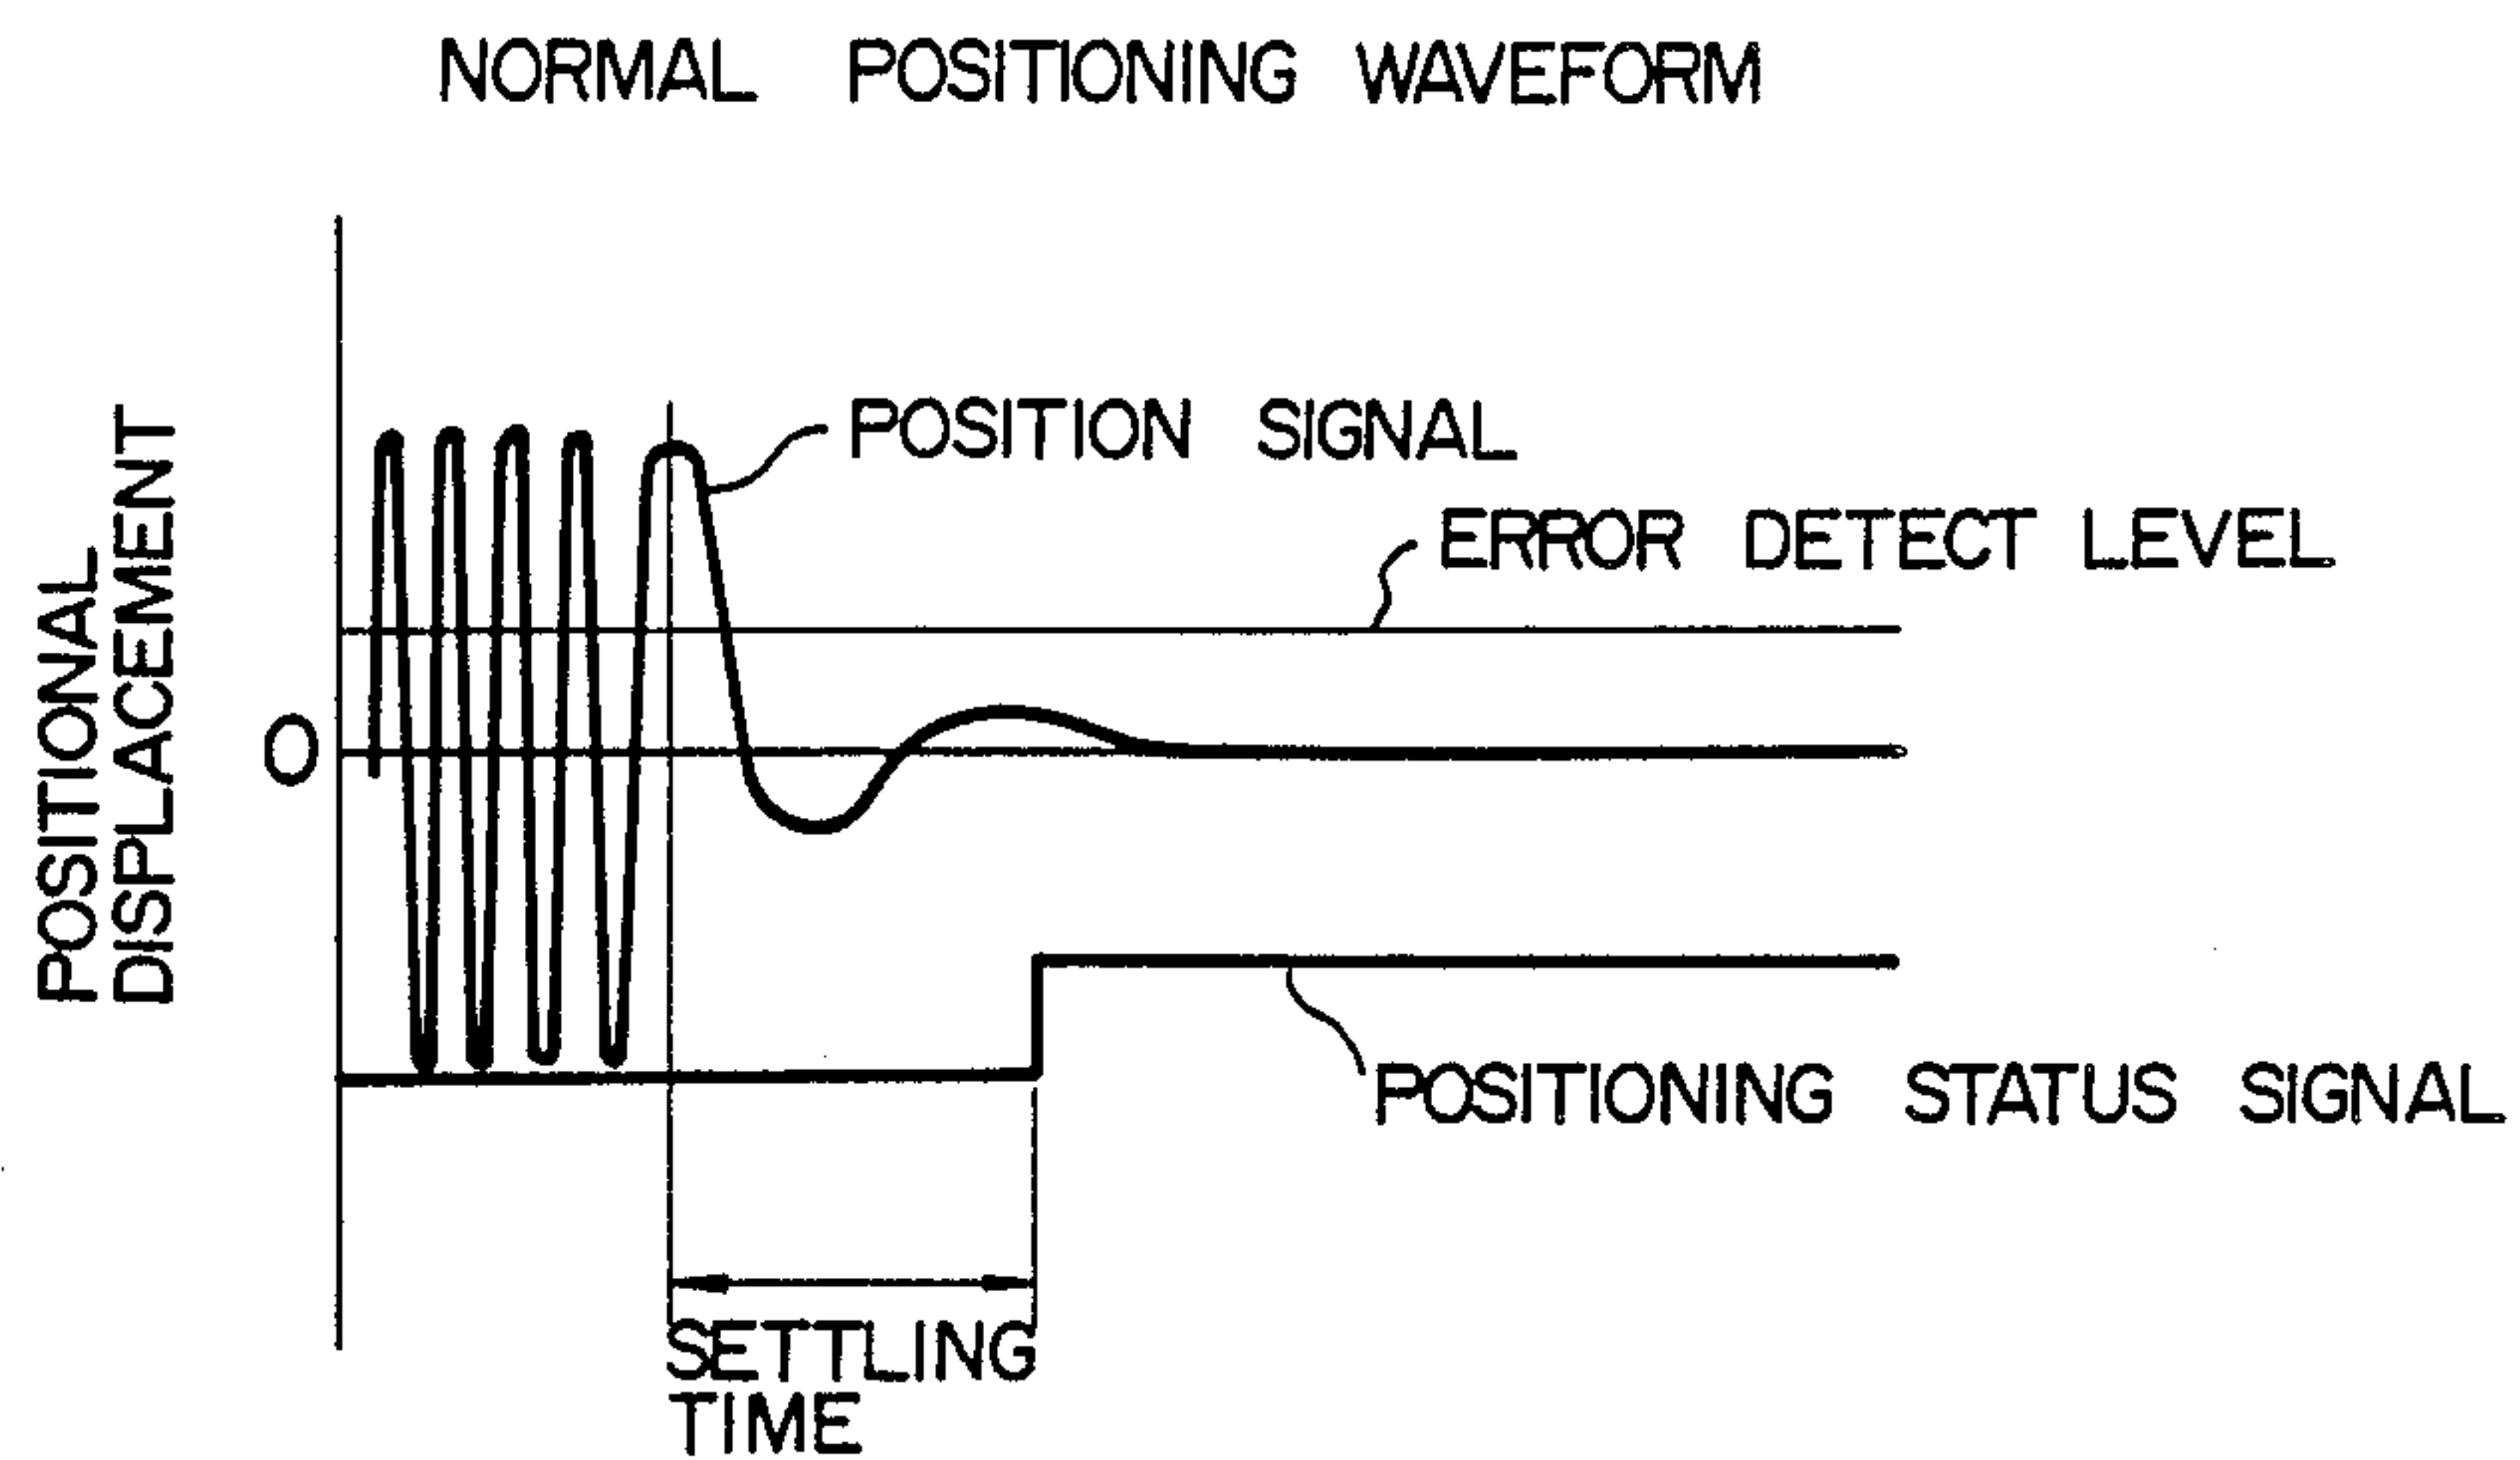 NORMAL POSITIONING WAVEFORM
POSITIONAL
DISPLACEMENT
POSITION SIGNAL
ERROR DETECT LEVEL
O
POSITIONING STATUS SIGNAL
SETTLING
TIME